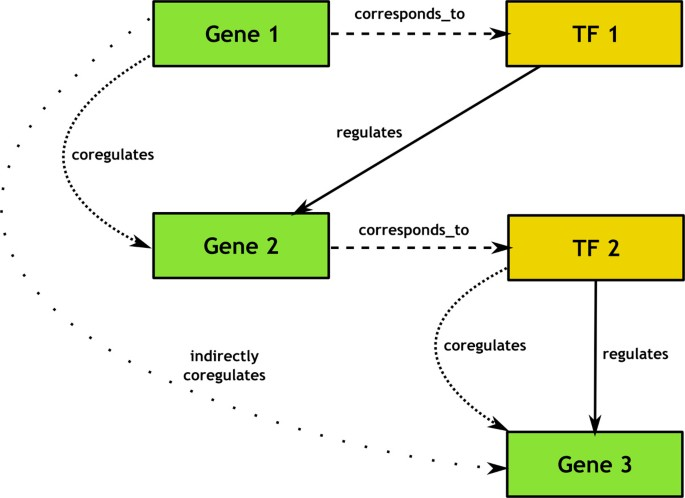 Gene 1
corresponds_to
TF 1
regulates
coregulates
Gene 2
corresponds_to
TF 2
coregulates
regulates
indirectly
coregulates
Gene 3